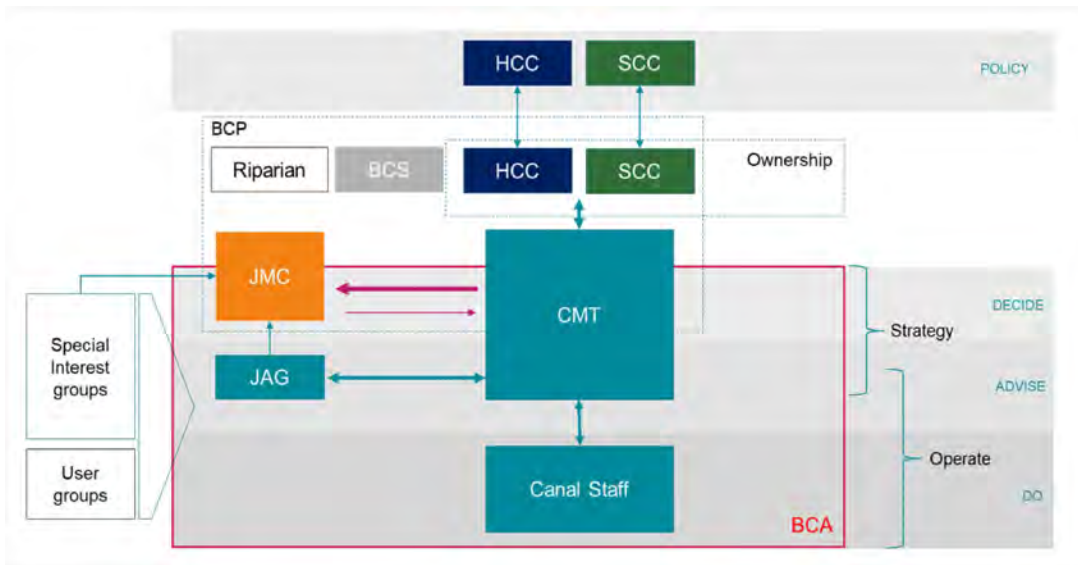 HCC
SCC
POLICY
BCP
Riparian
BCS
HCC
SCC
Ownership
JMC
CMT
DECIDE
Special
Interest
groups
Strategy
JAG
ADVISE
User
groups
Canal Staff
Operate
DO
BCA